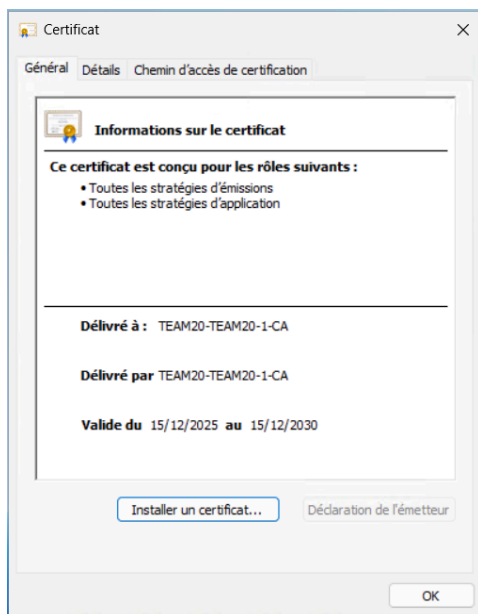 Certificat
Général Détails Chemin d'accès de certification
Informations sur le certificat
Ce certificat est conçu pour les rôles suivants :
• Toutes les stratégies d'émissions
• Toutes les stratégies d'application
Délivré à : TEAM20-TEAM20-1-CA
Délivré par TEAM20-TEAM20-1-CA
Valide du 15/12/2025 au 15/12/2030
Installer un certificat... Déclaration de l'émetteur
OK